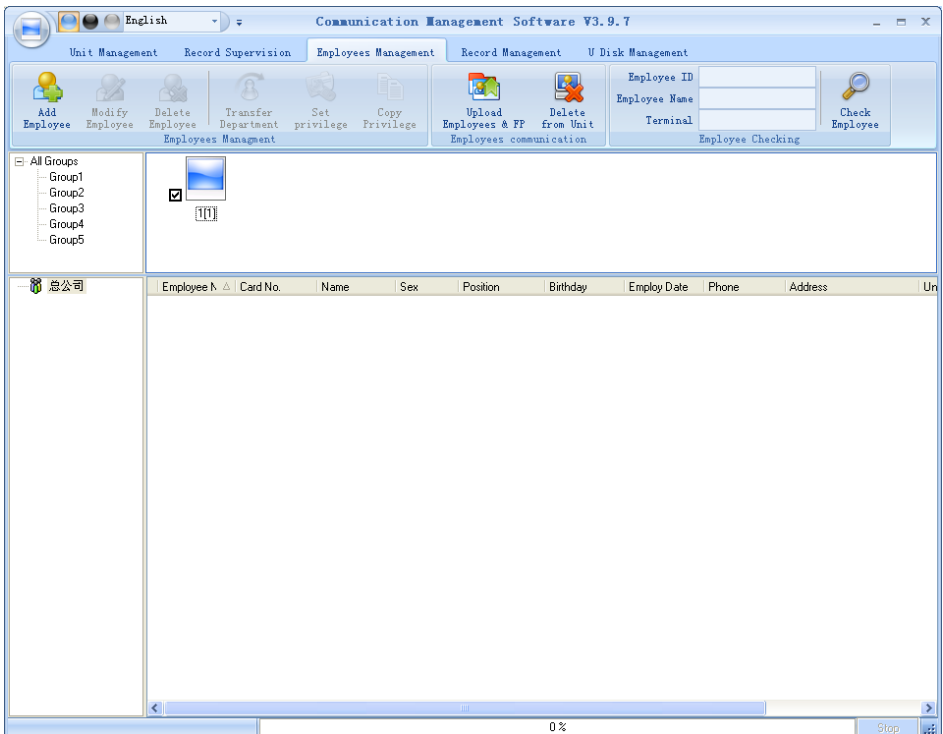 English Communication Management Software V3.9.7
Unit Management Record Supervision Employees Management Record Management U Disk Management
Add Employee
Modify Employee
Delete Employee
Transfer Department
Set privilege
Copy Privilege
Employees Managment
Upload Employees & FP
Delete from Unit
Employees communication
Employee ID
Employee Name
Terminal
Check Employee
Employee Checking
All Groups
Group1
Group2
Group3
Group4
Group5
1[1]
总公司
Employee N Card No. Name Sex Position Birthday Employ Date Phone Address Un
0%
Stop